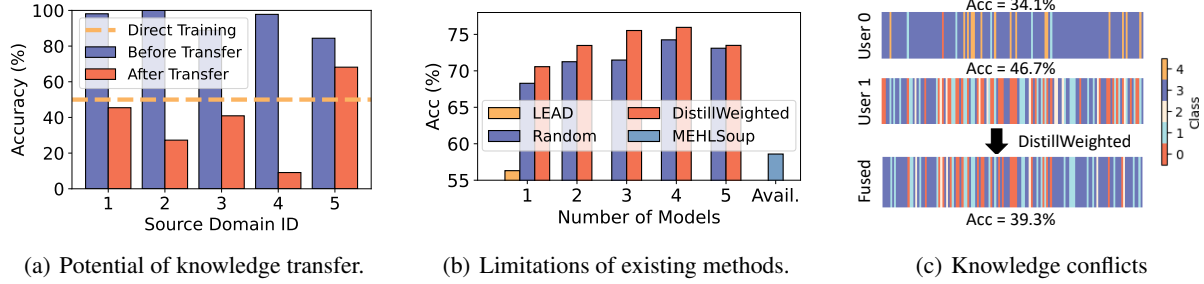 100
80
60
40
20
0
Accuracy (%)
Direct Training
Before Transfer
After Transfer
1 2 3 4 5
Source Domain ID
(a) Potential of knowledge transfer.
75
70
65
60
55
Acc (%)
LEAD
Random
DistillWeighted
MEHLSoup
1 2 3 4 5 Avail.
Number of Models
(b) Limitations of existing methods.
Acc = 34.1%
User 0
Acc = 46.7%
User 1
DistillWeighted
Fused
Acc = 39.3%
4
3
2
1
0
Class
(c) Knowledge conflicts